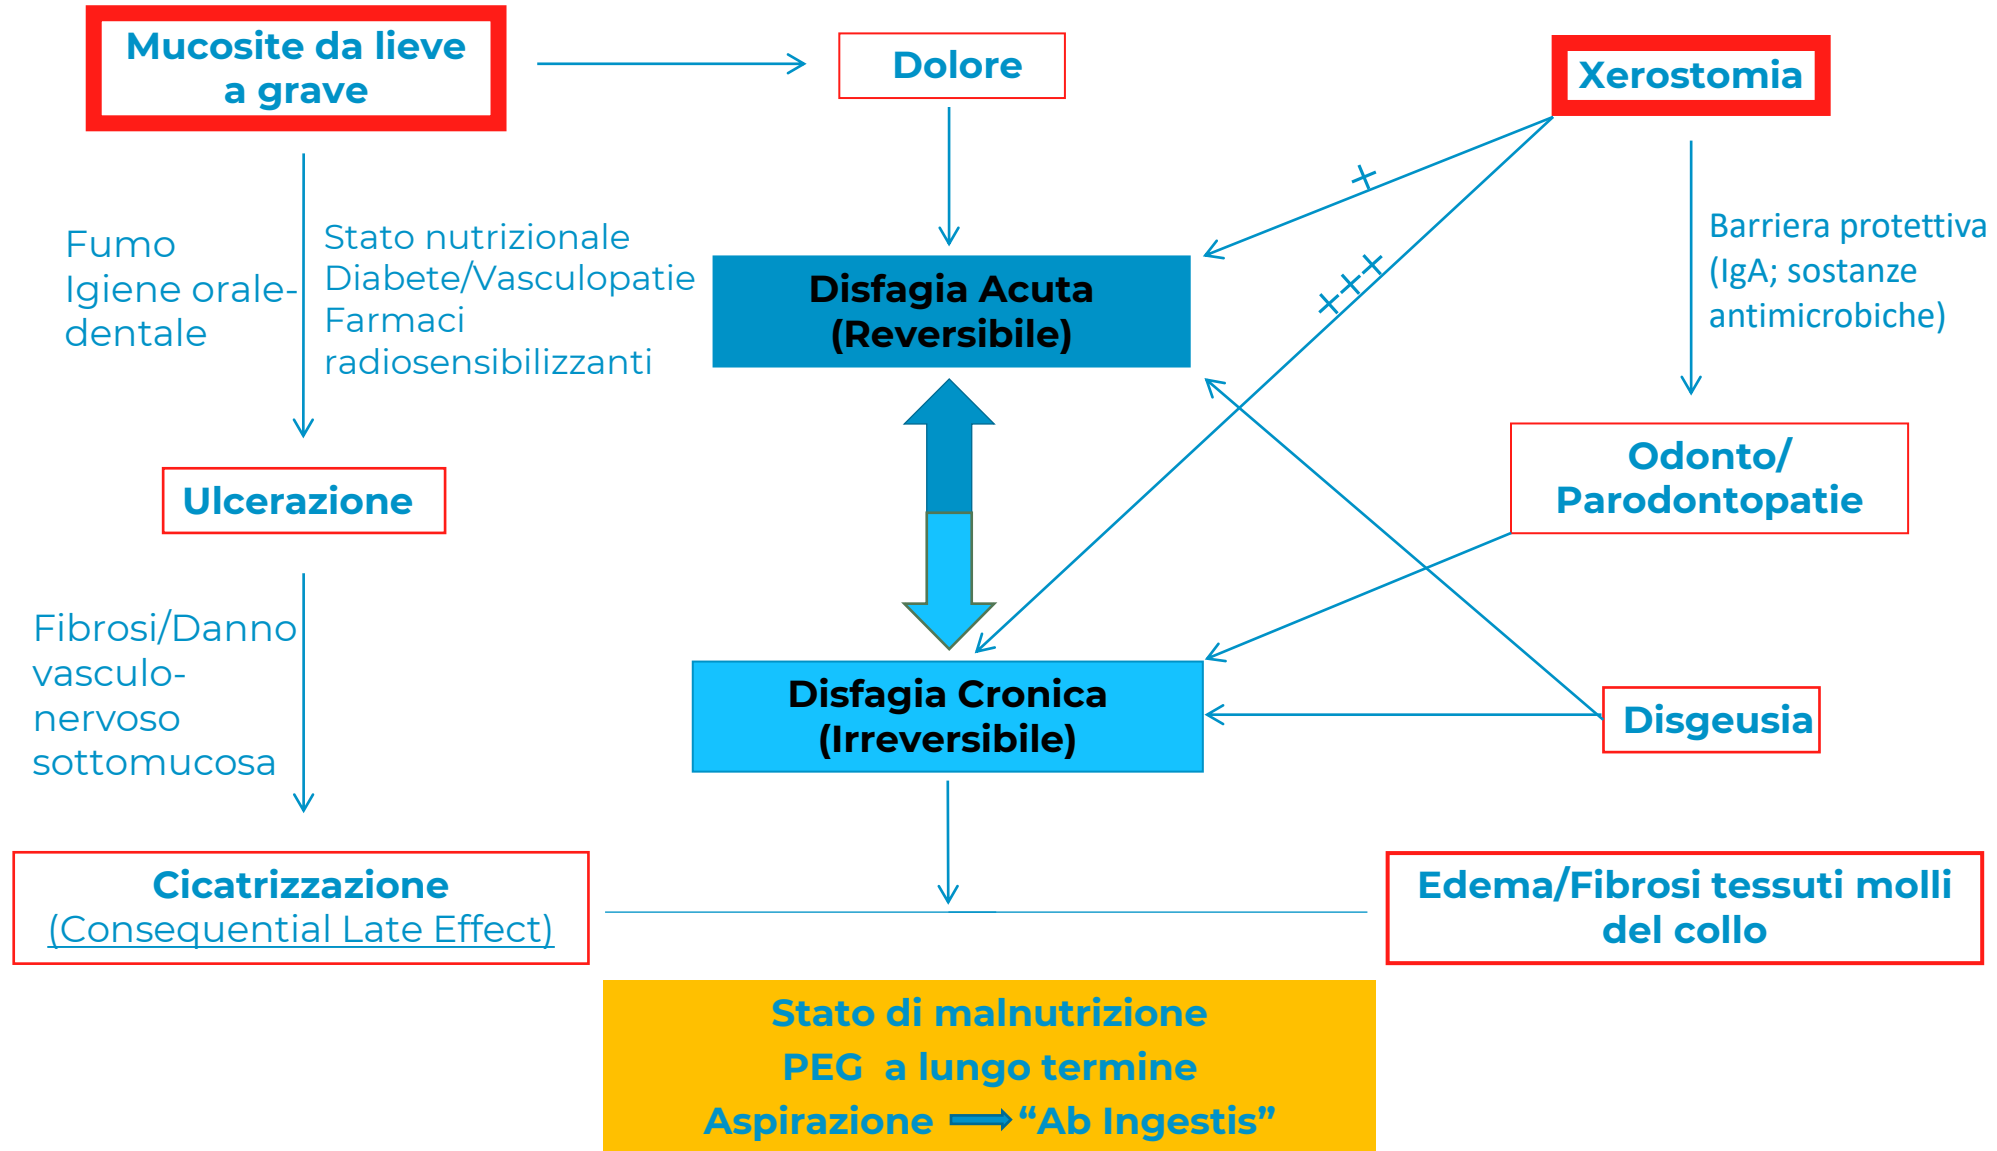 Mucosite da lieve
a grave
Dolore
Xerostomia
Fumo
Igiene orale-
dentale
Stato nutrizionale
Diabete/Vasculopatie
Farmaci
radiosensibilizzanti
+
+++
Barriera protettiva
(IgA; sostanze
antimicrobiche)
Disfagia Acuta
(Reversibile)
Ulcerazione
Odonto/
Parodontopatie
Fibrosi/Danno
vasculo-
nervoso
sottomucosa
Disfagia Cronica
(Irreversibile)
Disgeusia
Cicatrizzazione
(Consequential Late Effect)
Edema/Fibrosi tessuti molli
del collo
Stato di malnutrizione
PEG a lungo termine
Aspirazione “Ab Ingestis”